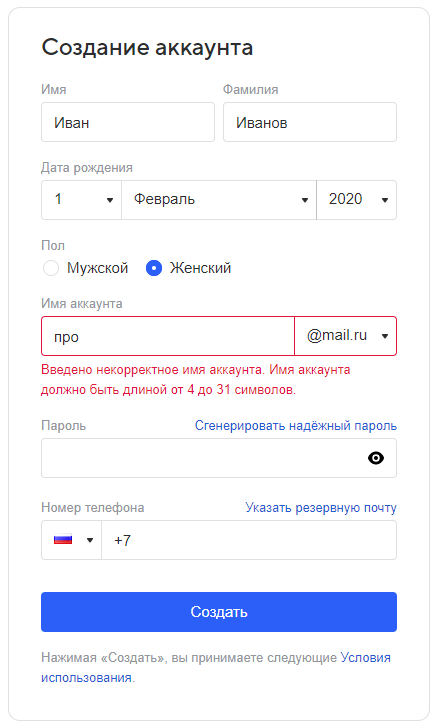 Создание аккаунта
Имя
Фамилия
Иван
Иванов
Дата рождения
1
Февраль
2020
Пол
Мужской
Женский
Имя аккаунта
про
@mail.ru
Введено некорректное имя аккаунта. Имя аккаунта
должно быть длиной от 4 до 31 символов.
Пароль
Сгенерировать надёжный пароль
Номер телефона
Указать резервную почту
+7
Создать
Нажимая «Создать», вы принимаете следующие Условия
использования.